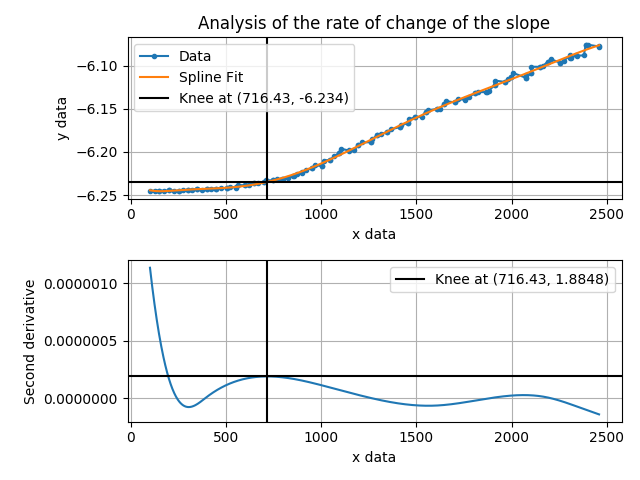 Analysis of the rate of change of the slope
Data
Spline Fit
Knee at (716.43, -6.234)
−6.10
−6.15
−6.20
−6.25
y data
0 500 1000 1500 2000 2500
x data
Knee at (716.43, 1.8848)
0.0000010
0.0000005
0.0000000
Second derivative
0 500 1000 1500 2000 2500
x data